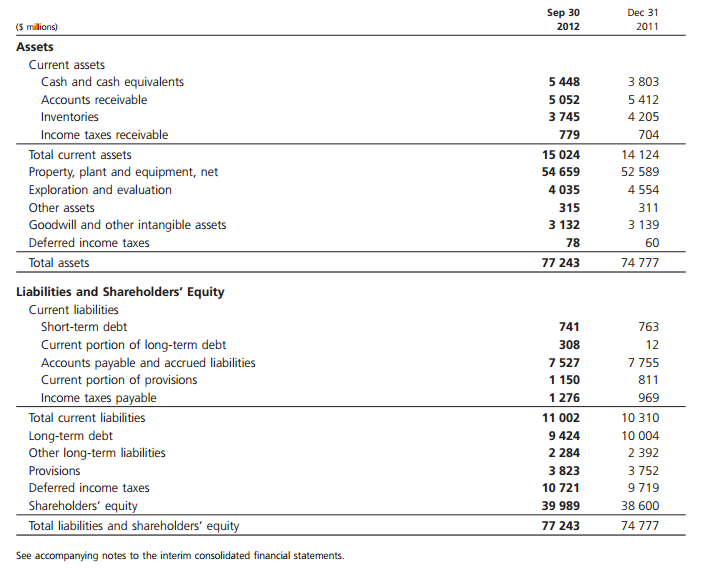 Sep 30 Dec 31
($ millions) 2012 2011
Assets
Current assets
Cash and cash equivalents 5 448 3 803
Accounts receivable 5 052 5 412
Inventories 3 745 4 205
Income taxes receivable 779 704
Total current assets 15 024 14 124
Property, plant and equipment, net 54 659 52 589
Exploration and evaluation 4 035 4 554
Other assets 315 311
Goodwill and other intangible assets 3 132 3 139
Deferred income taxes 78 60
Total assets 77 243 74 777
Liabilities and Shareholders' Equity
Current liabilities
Short-term debt 741 763
Current portion of long-term debt 308 12
Accounts payable and accrued liabilities 7 527 7 755
Current portion of provisions 1 150 811
Income taxes payable 1 276 969
Total current liabilities 11 002 10 310
Long-term debt 9 424 10 004
Other long-term liabilities 2 284 2 392
Provisions 3 823 3 752
Deferred income taxes 10 721 9 719
Shareholders' equity 39 989 38 600
Total liabilities and shareholders' equity 77 243 74 777
See accompanying notes to the interim consolidated financial statements.